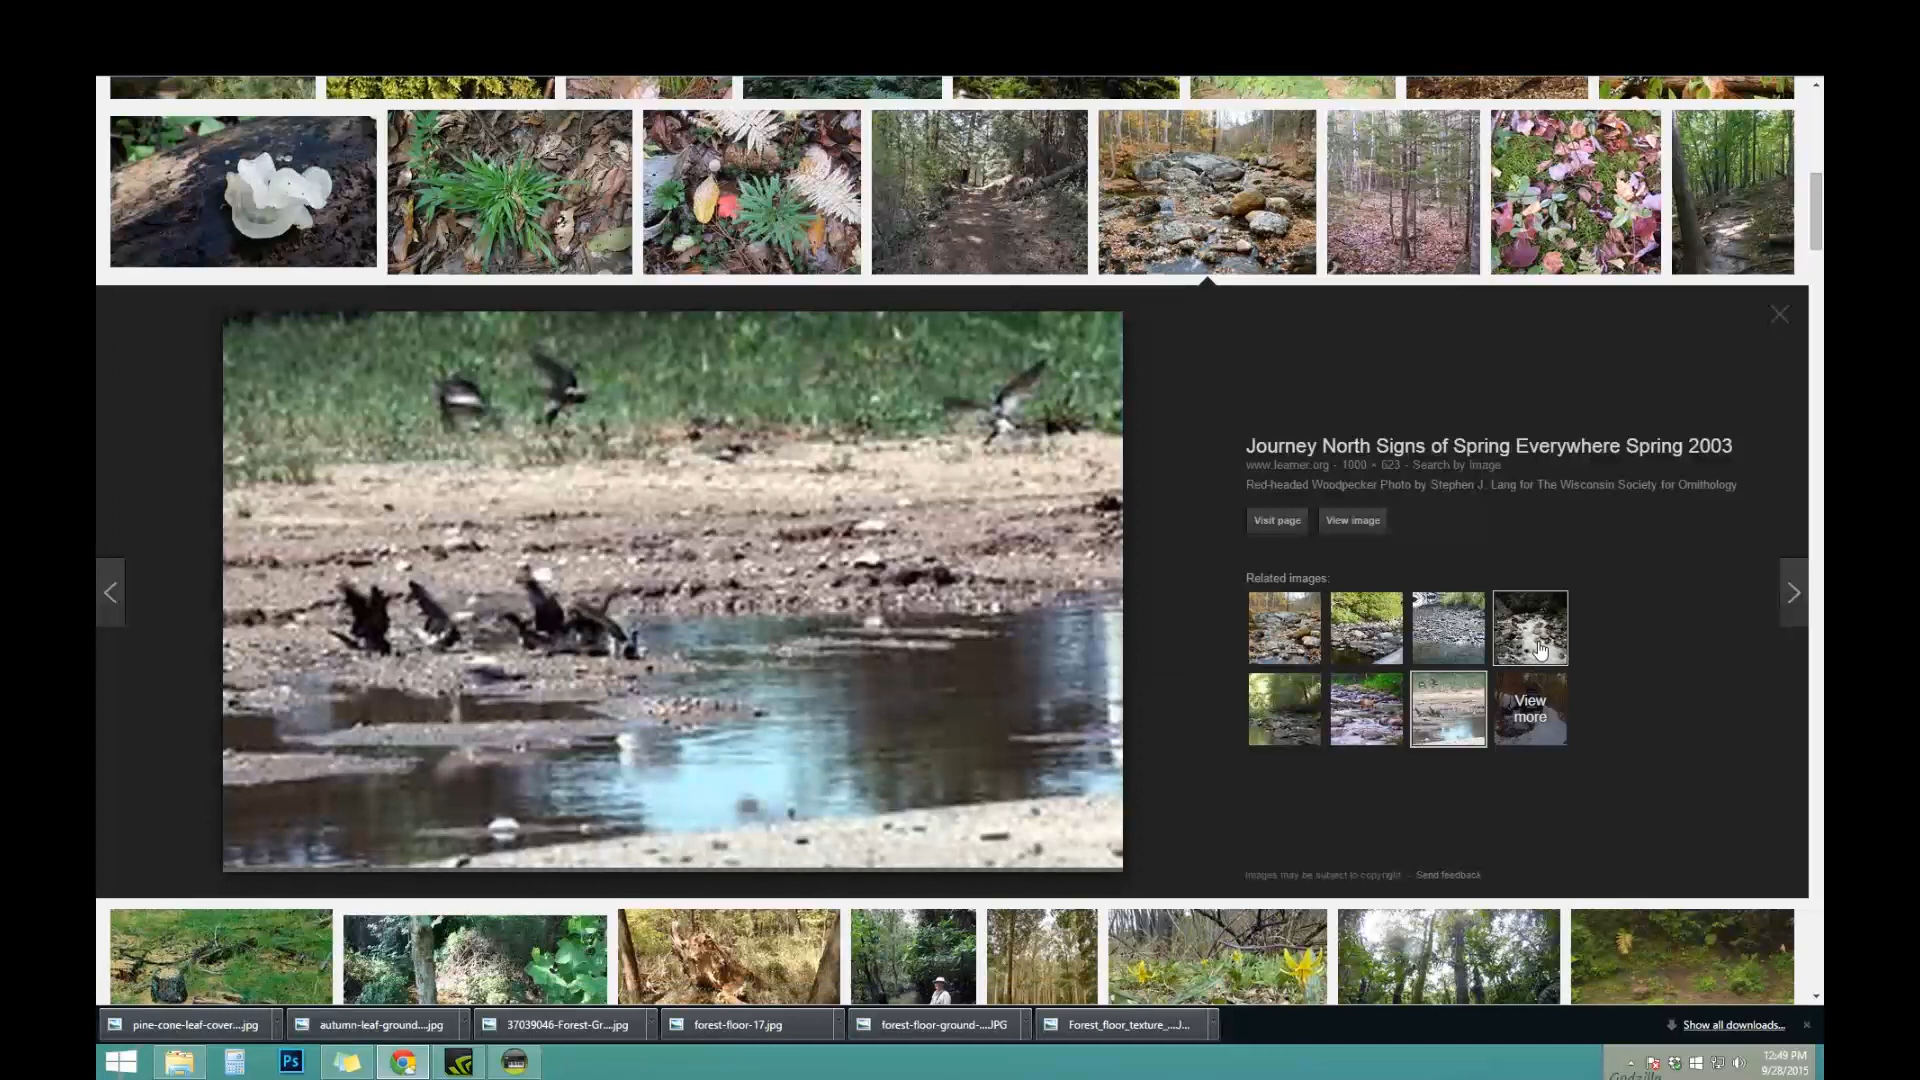 Journey North Signs of Spring Everywhere Spring 2003
www.learner.org - 1000 × 623 - Search by image
Red-headed Woodpecker Photo by Stephen J. Lang for The Wisconsin Society for Ornithology
Visit page
View image
Related images:
View
more
Images may be subject to copyright. - Send feedback
pine-cone-leaf-cover....jpg
autumn-leaf-ground....jpg
37039046-Forest-Gr....jpg
forest-floor-17.jpg
forest-floor-ground-...JPG
Forest_floor_texture_...J...
Show all downloads...
Ps
12:49 PM
9/28/2015
Godzilla